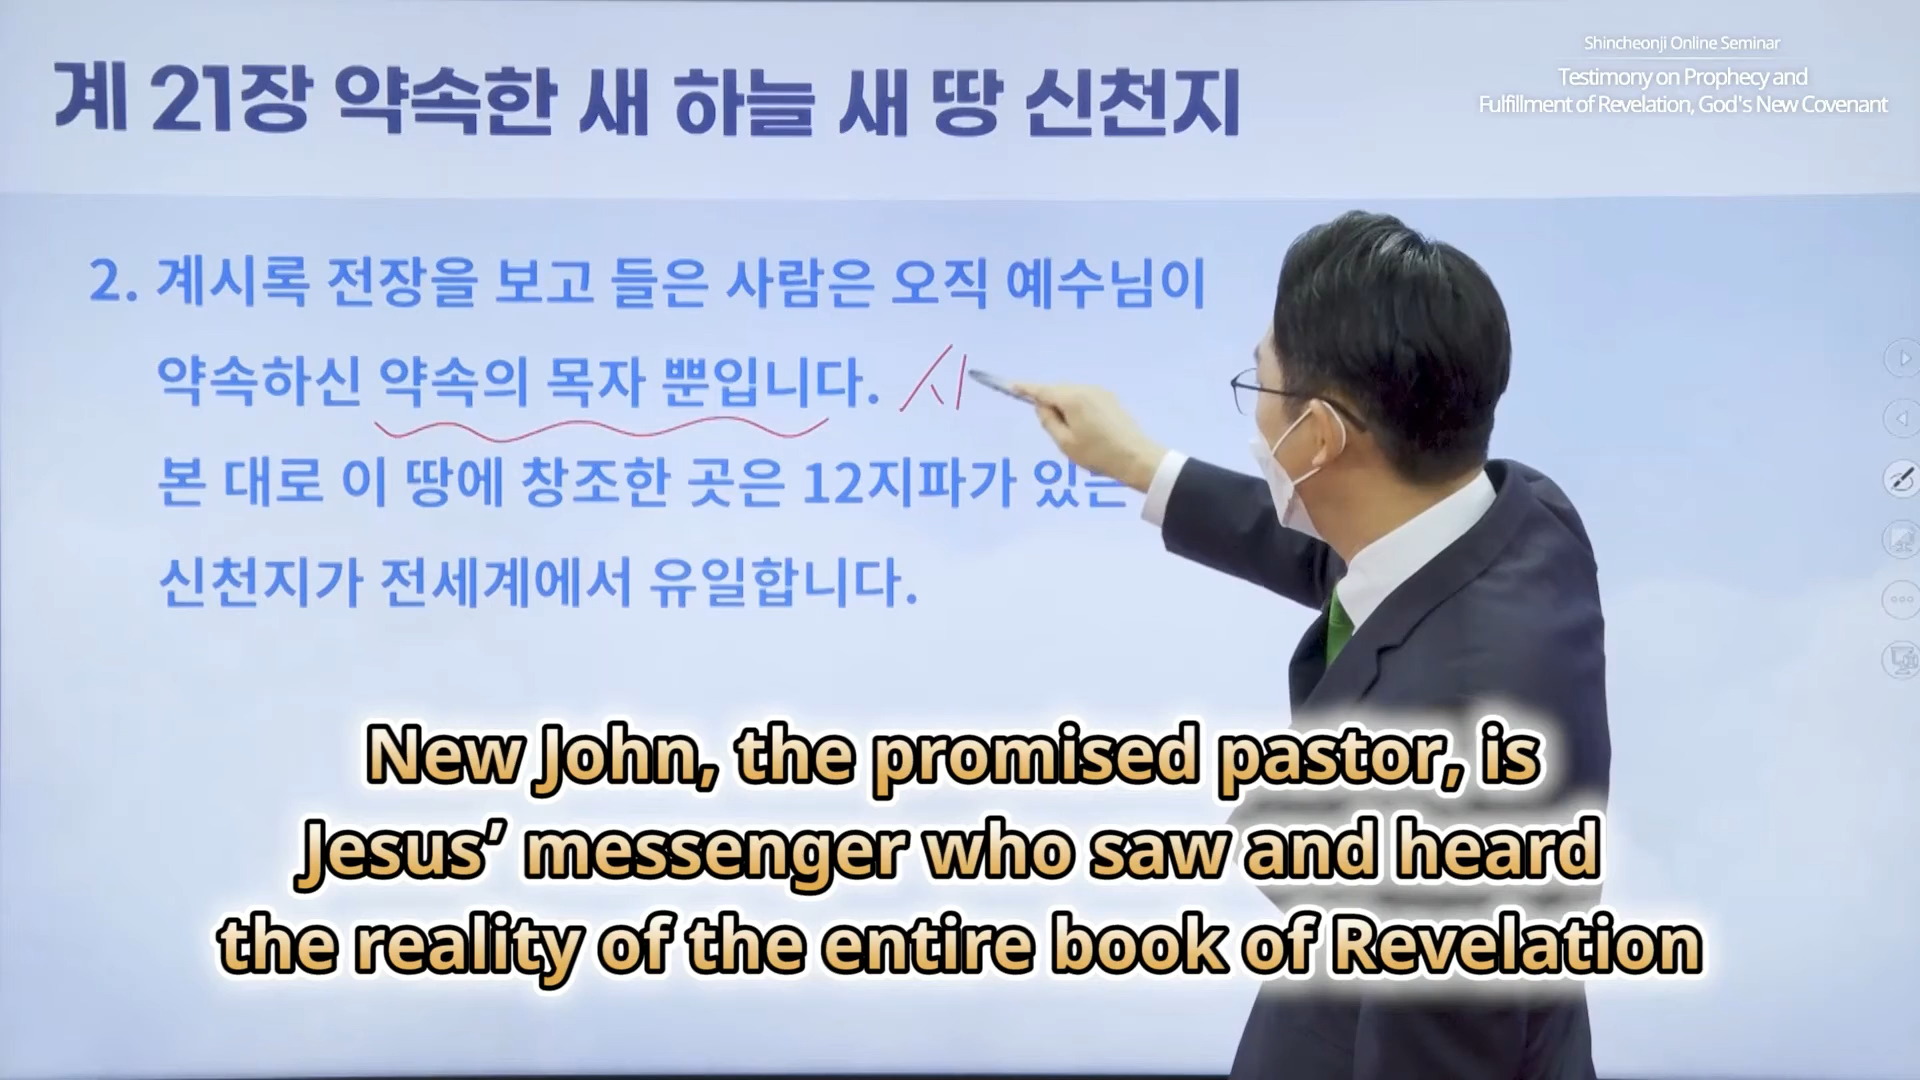 Shincheonji Online Seminar
Testimony on Prophecy and
Fulfillment of Revelation, God's New Covenant
계 21장 약속한 새 하늘 새 땅 신천지
2. 계시록 전장을 보고 들은 사람은 오직 예수님이
약속하신 약속의 목자 뿐입니다. 시
본 대로 이 땅에 창조한 곳은 12지파가 있는
신천지가 전세계에서 유일합니다.
New John, the promised pastor, is
Jesus’ messenger who saw and heard
the reality of the entire book of Revelation